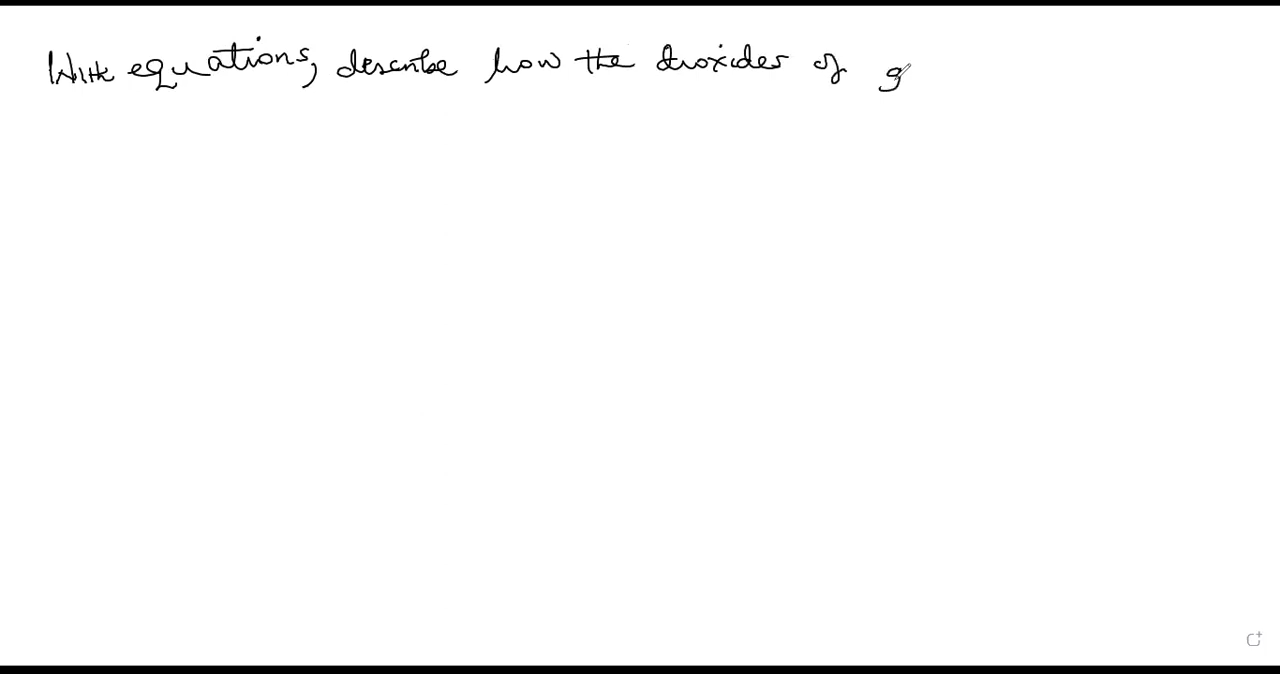 With equations, describe how the dioxides of g